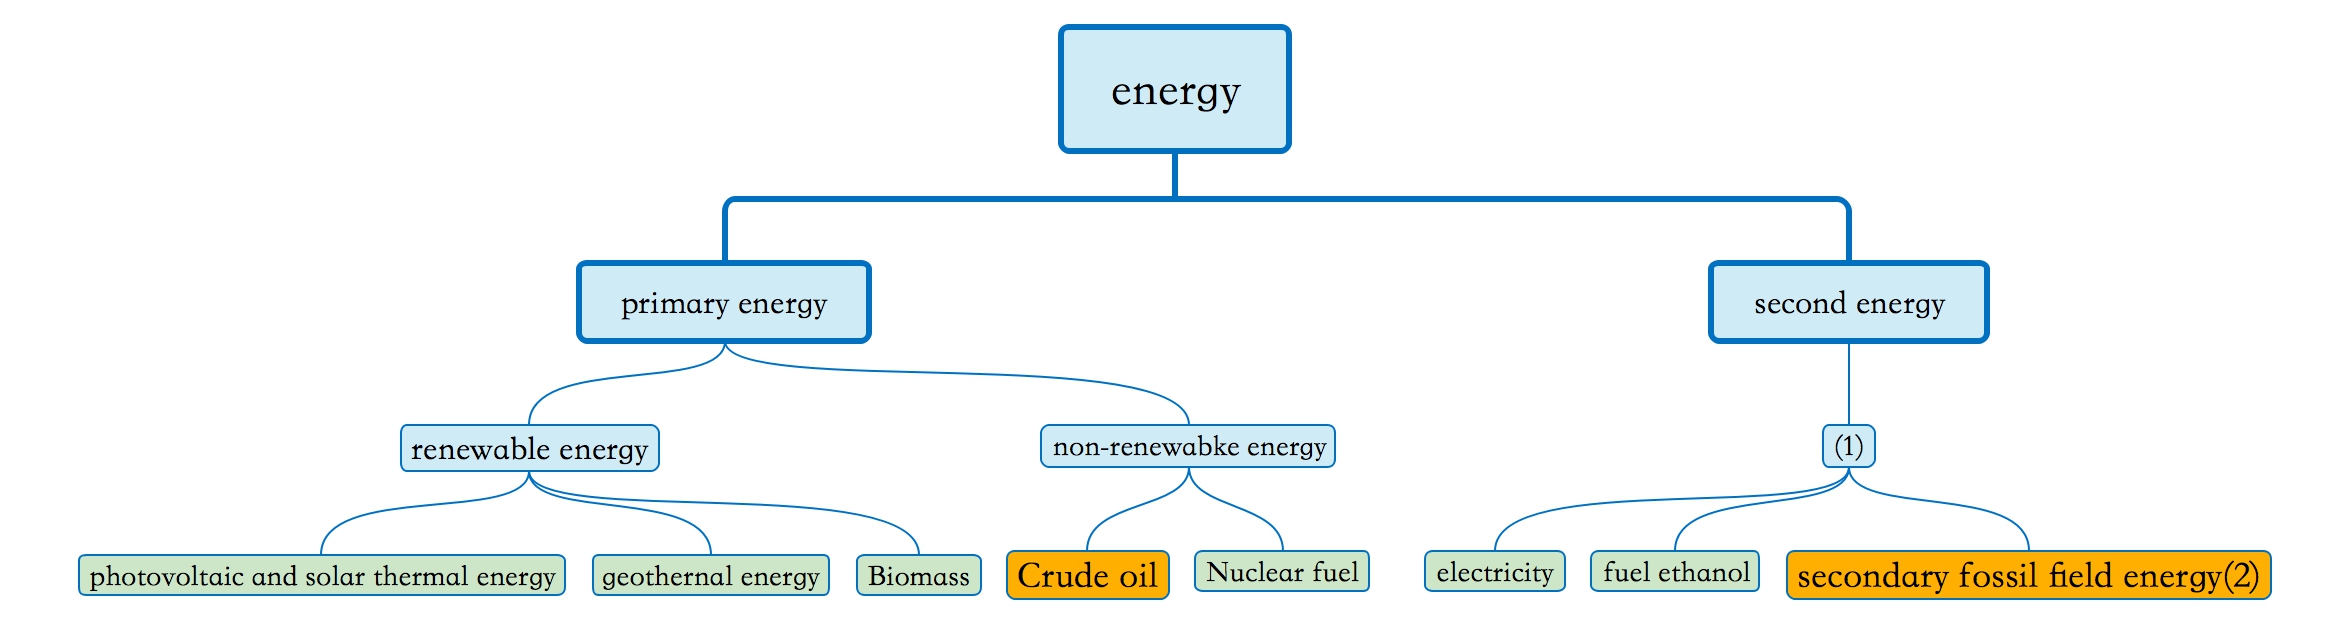 energy
primary energy
second energy
renewable energy
non-renewabke energy
(1)
photovoltaic and solar thermal energy
geothernal energy
Biomass
Crude oil
Nuclear fuel
electricity
fuel ethanol
secondary fossil field energy(2)